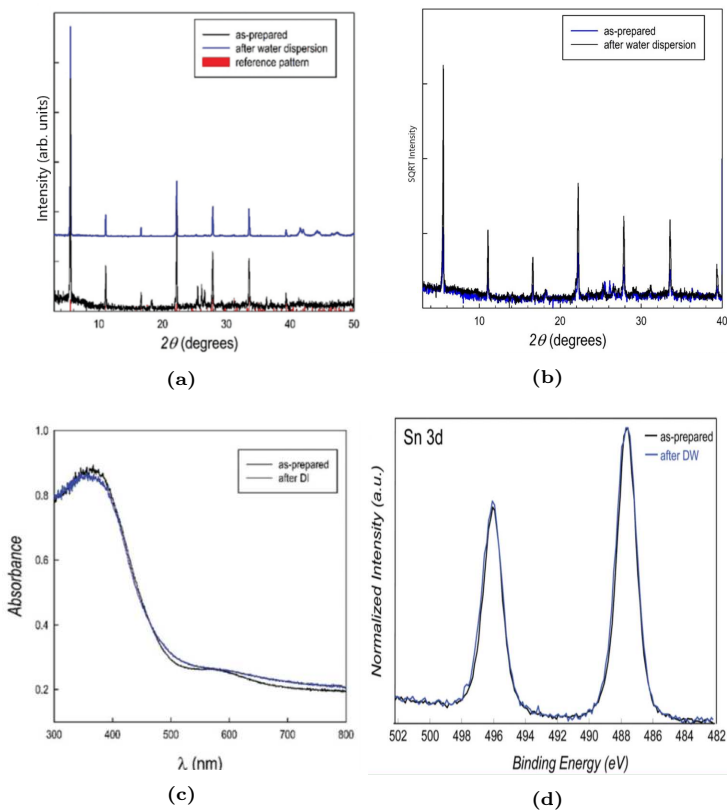 as-prepared
after water dispersion
reference pattern
Intensity (arb. units)
10 20 30 40 50
2θ (degrees)
(a)
as-prepared
after water dispersion
SQRT Intensity
10 20 30 40
2θ (degrees)
(b)
1.0
0.8
0.6
0.4
0.2
as-prepared
after DI
Absorbance
300 400 500 600 700 800
λ (nm)
(c)
Sn 3d
as-prepared
after DW
Normalized Intensity (a.u.)
502 500 498 496 494 492 490 488 486 484 482
Binding Energy (eV)
(d)